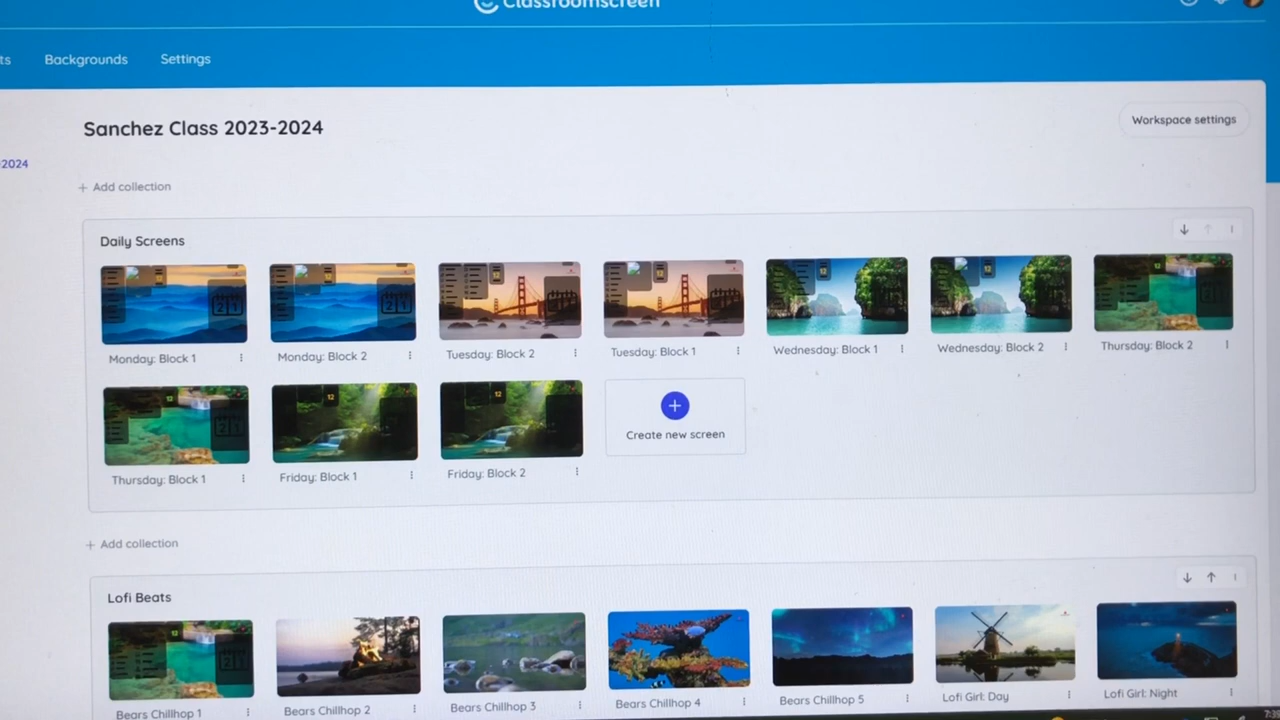 Classroomscreen
ts Backgrounds Settings
Sanchez Class 2023-2024
Workspace settings
2024
+ Add collection
Daily Screens
Monday: Block 1
Monday: Block 2
Tuesday: Block 2
Tuesday: Block 1
Wednesday: Block 1
Wednesday: Block 2
Thursday: Block 2
Thursday: Block 1
Friday: Block 1
Friday: Block 2
Create new screen
+ Add collection
Lofi Beats
Bears Chillhop 1
Bears Chillhop 2
Bears Chillhop 3
Bears Chillhop 4
Bears Chillhop 5
Lofi Girl: Day
Lofi Girl: Night